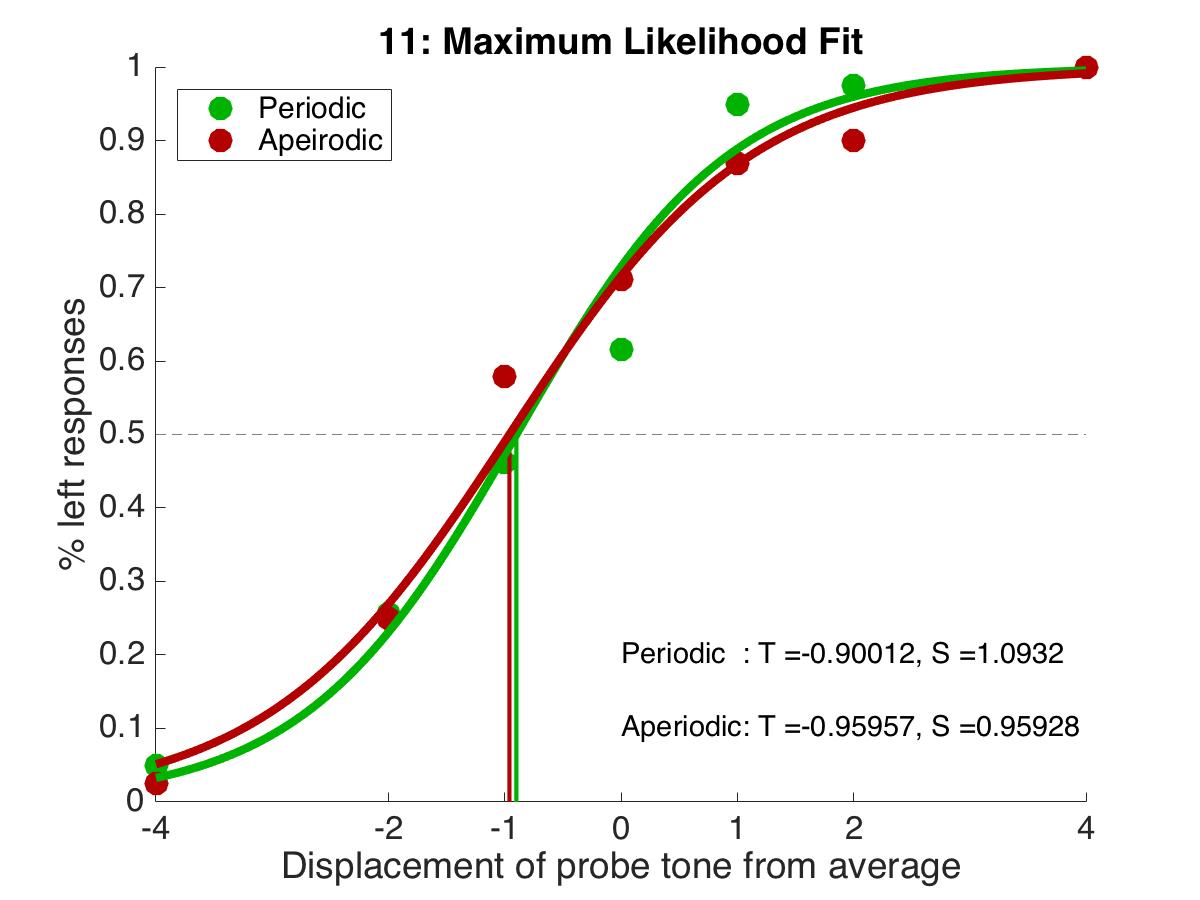 11: Maximum Likelihood Fit
1
Periodic
Apeirodic
0.9
0.8
0.7
0.6
0.5
0.4
0.3
0.2
0.1
0
% left responses
Periodic : T =-0.90012, S =1.0932
Aperiodic: T =-0.95957, S =0.95928
-4 -2 -1 0 1 2 4
Displacement of probe tone from average